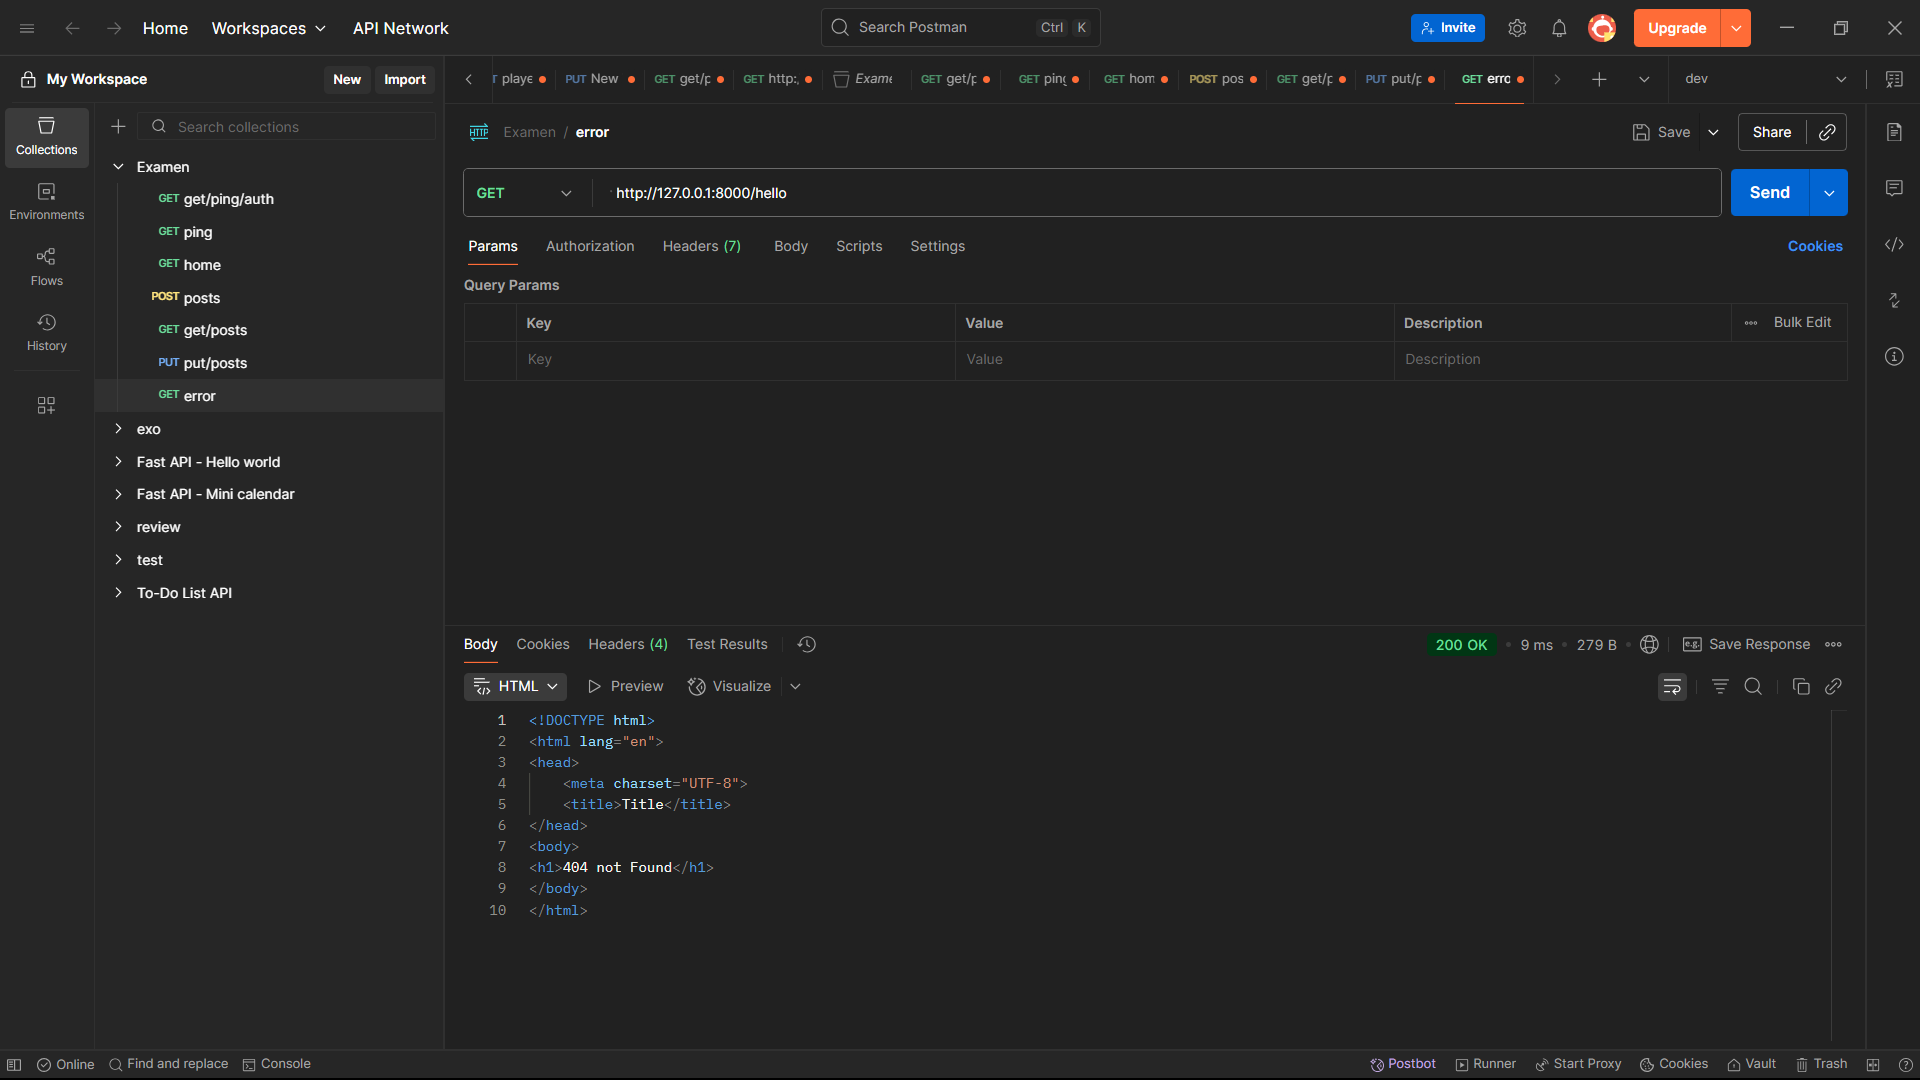 Home
Workspaces
API Network
Search Postman
Ctrl K
Invite
Upgrade
My Workspace
New
Import
playe
PUT New
GET get/p
GET http:,
Exame
GET get/p
GET ping
GET hom
POST pos
GET get/p
PUT put/p
GET erro
dev
Collections
Environments
Flows
History
Search collections
Examen
GET get/ping/auth
GET ping
GET home
POST posts
GET get/posts
PUT put/posts
GET error
exo
Fast API - Hello world
Fast API - Mini calendar
review
test
To-Do List API
HTTP Examen / error
Save
Share
GET
http://127.0.0.1:8000/hello
Send
Params
Authorization
Headers (7)
Body
Scripts
Settings
Cookies
Query Params
Key
Value
Description
Bulk Edit
Key
Value
Description
Body
Cookies
Headers (4)
Test Results
200 OK
9 ms
279 B
e.g. Save Response
HTML
Preview
Visualize
1 <!DOCTYPE html>
2 <html lang="en">
3 <head>
4 <meta charset="UTF-8">
5 <title>Title</title>
6 </head>
7 <body>
8 <h1>404 not Found</h1>
9 </body>
10 </html>
Online
Find and replace
Console
Postbot
Runner
Start Proxy
Cookies
Vault
Trash